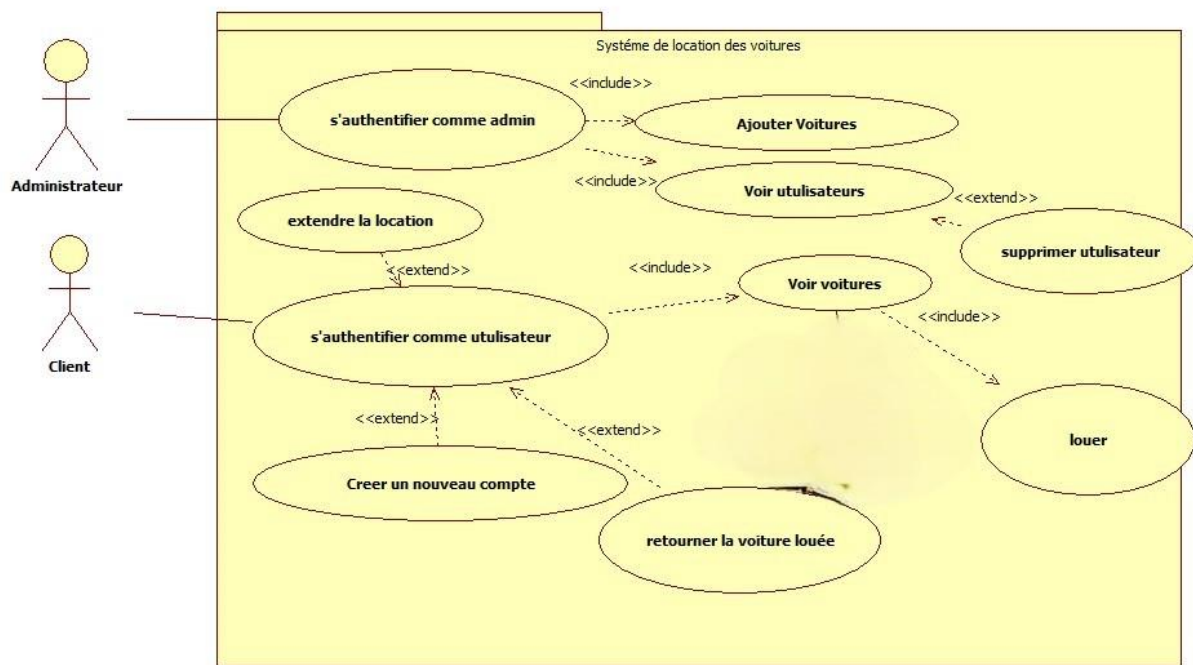 Systéme de location des voitures
<<include>>
s'authentifier comme admin
Ajouter Voitures
Administrateur
<<include>>
Voir utulisateurs
<<extend>>
extendre la location
supprimer utulisateur
<<extend>>
<<include>>
Voir voitures
<<include>>
s'authentifier comme utulisateur
Client
<<extend>>
<<extend>>
louer
Creer un nouveau compte
retourner la voiture louée